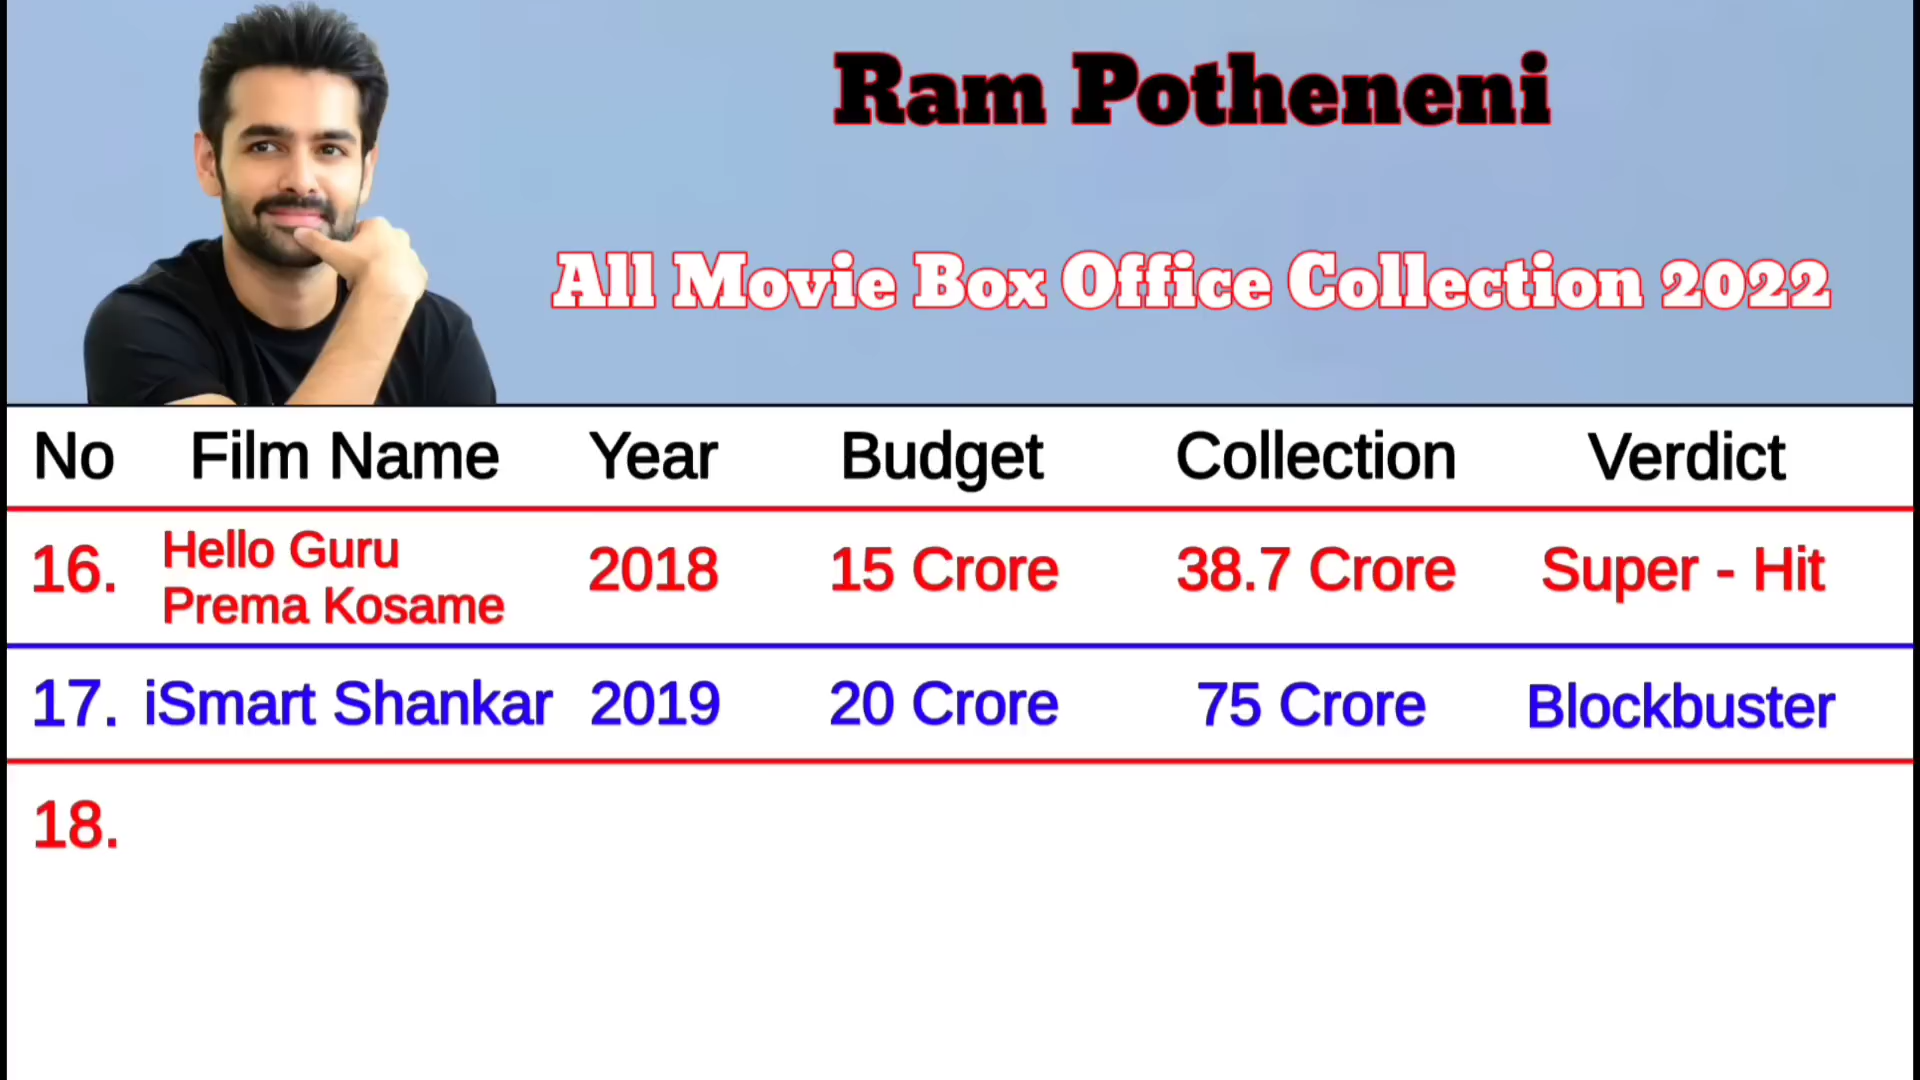 Ram Potheneni
All Movie Box Office Collection 2022
No Film Name Year Budget Collection Verdict
16. Hello Guru
Prema Kosame 2018 15 Crore 38.7 Crore Super - Hit
17. iSmart Shankar 2019 20 Crore 75 Crore Blockbuster
18.